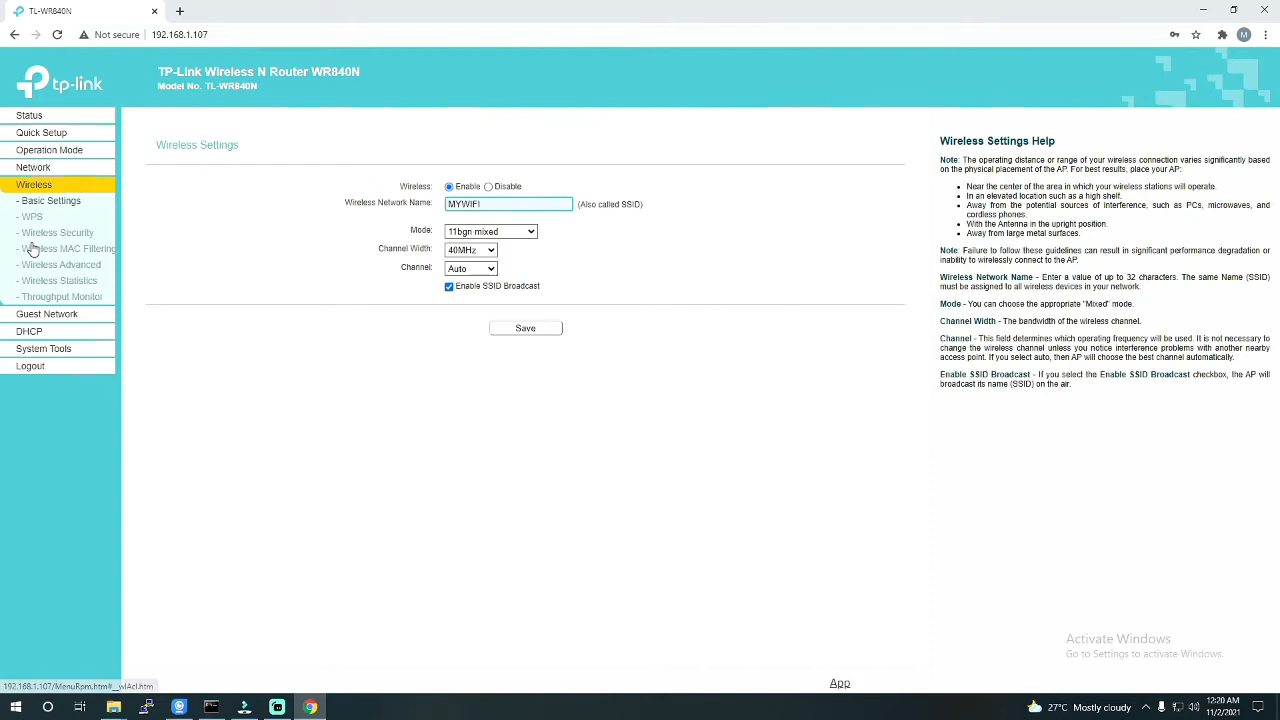 TL-WR840N
Not secure
192.168.1.107
M
tp-link
TP-Link Wireless N Router WR840N
Model No. TL-WR840N
Status
Quick Setup
Operation Mode
Network
Wireless
- Basic Settings
- WPS
- Wireless Security
- Wireless MAC Filtering
- Wireless Advanced
- Wireless Statistics
- Throughput Monitor
Guest Network
DHCP
System Tools
Logout
Wireless Settings
Wireless: Enable Disable
Wireless Network Name: MYWIFI (Also called SSID)
Mode: 11bgn mixed
Channel Width: 40MHz
Channel: Auto
Enable SSID Broadcast
Save
App
Wireless Settings Help
Note: The operating distance or range of your wireless connection varies significantly based
on the physical placement of the AP. For best results, place your AP:
• Near the center of the area in which your wireless stations will operate.
• In an elevated location such as a high shelf.
• Away from the potential sources of interference, such as PCs, microwaves, and
cordless phones.
• With the Antenna in the upright position.
• Away from large metal surfaces.
Note: Failure to follow these guidelines can result in significant performance degradation or
inability to wirelessly connect to the AP.
Wireless Network Name - Enter a value of up to 32 characters. The same Name (SSID)
must be assigned to all wireless devices in your network.
Mode - You can choose the appropriate "Mixed" mode.
Channel Width - The bandwidth of the wireless channel.
Channel - This field determines which operating frequency will be used. It is not necessary to
change the wireless channel unless you notice interference problems with another nearby
access point. If you select auto, then AP will choose the best channel automatically.
Enable SSID Broadcast - If you select the Enable SSID Broadcast checkbox, the AP will
broadcast its name (SSID) on the air.
Activate Windows
Go to Settings to activate Windows.
192.168.1.107/MenuRpm.htm#__wlAcl.htm
27°C Mostly cloudy
12:20 AM
11/2/2021